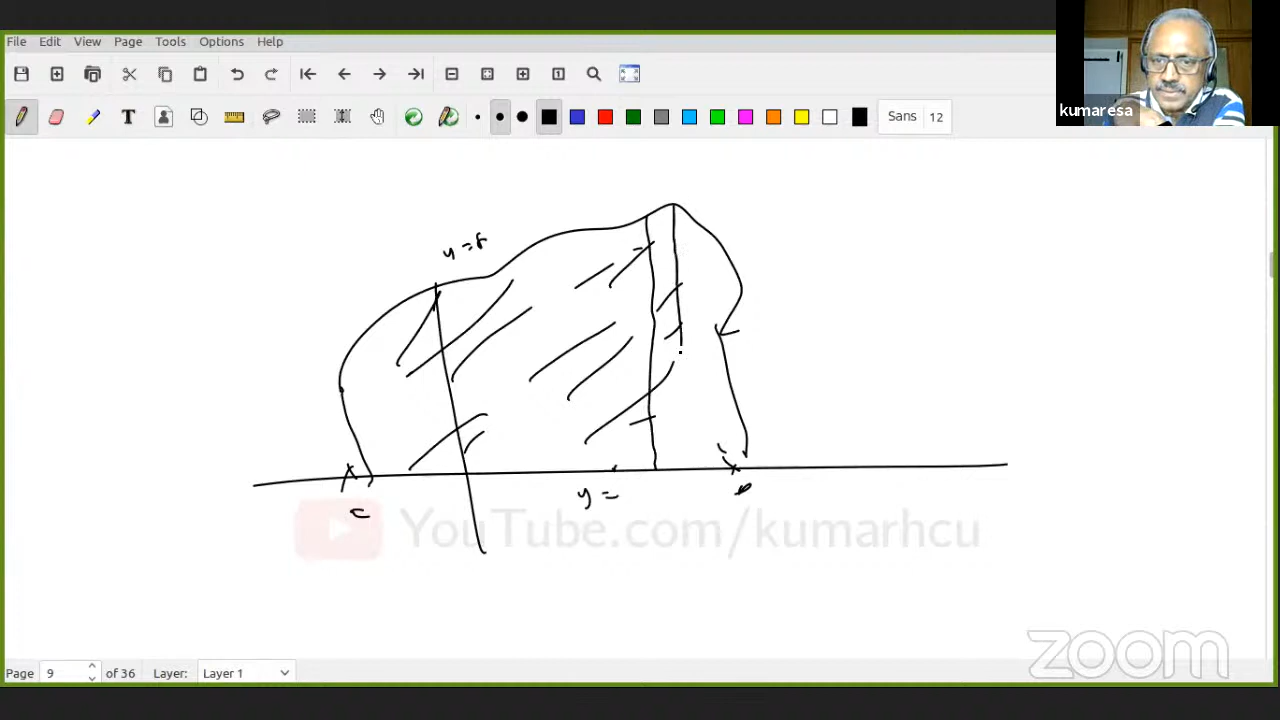 File Edit View Page Tools Options Help
kumaresa
T
Sans 12
y = f
y =
c
YouTube.com/kumarhcu
zoom
Page 9 of 36 Layer: Layer 1